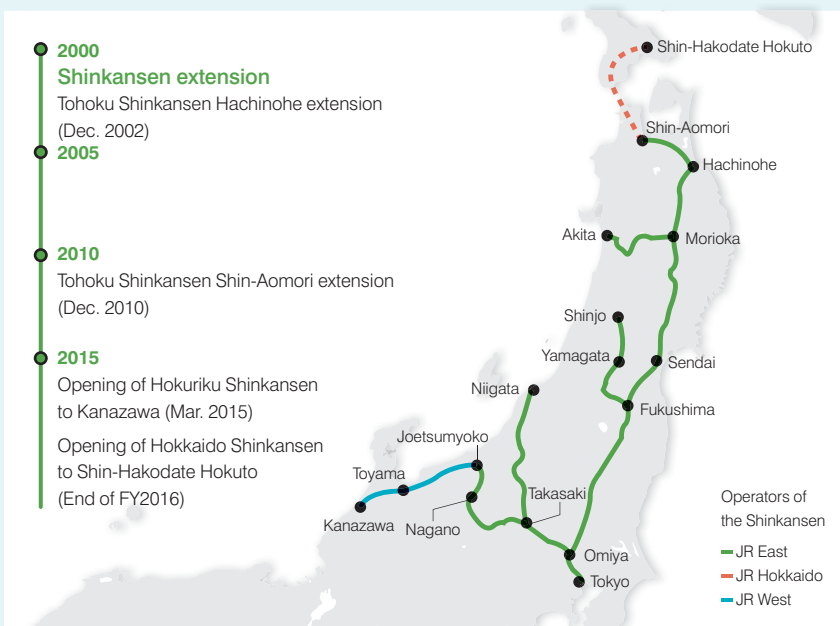 2000
Shinkansen extension
Tohoku Shinkansen Hachinohe extension
(Dec. 2002)
2005
2010
Tohoku Shinkansen Shin-Aomori extension
(Dec. 2010)
2015
Opening of Hokuriku Shinkansen
to Kanazawa (Mar. 2015)
Opening of Hokkaido Shinkansen
to Shin-Hakodate Hokuto
(End of FY2016)
Shin-Hakodate Hokuto
Shin-Aomori
Hachinohe
Akita
Morioka
Shinjo
Yamagata
Sendai
Niigata
Fukushima
Joetsumyoko
Toyama
Takasaki
Kanazawa
Nagano
Omiya
Tokyo
Operators of
the Shinkansen
JR East
JR Hokkaido
JR West